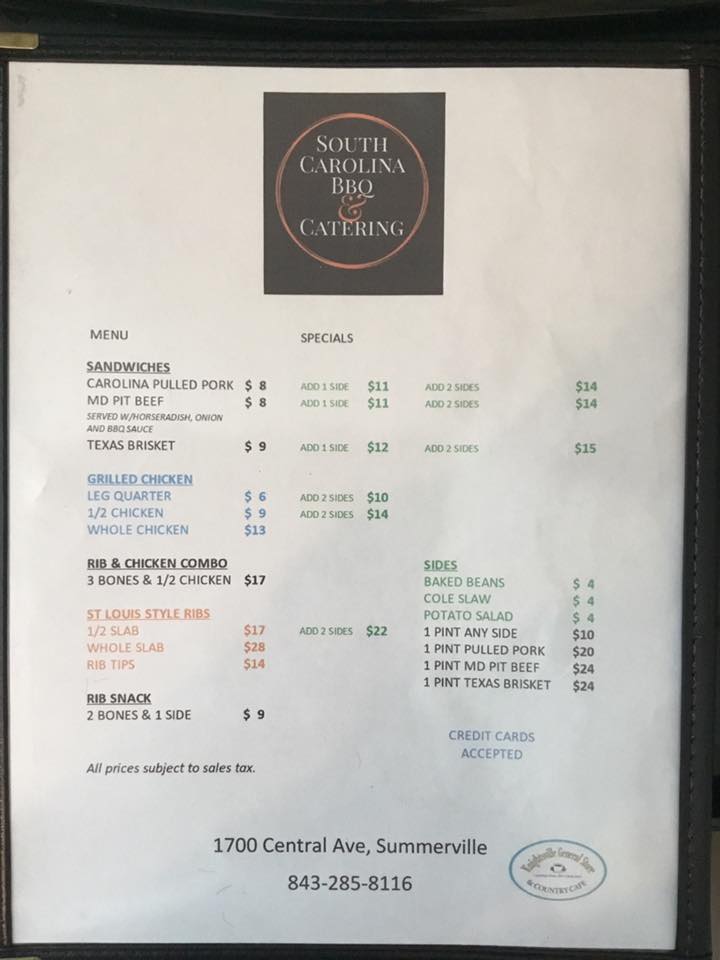 SOUTH
CAROLINA
BBQ
&
CATERING
MENU
SPECIALS
SANDWICHES
CAROLINA PULLED PORK $ 8 ADD 1 SIDE $11 ADD 2 SIDES $14
MD PIT BEEF $ 8 ADD 1 SIDE $11 ADD 2 SIDES $14
SERVED W/HORSERADISH, ONION
AND BBQ SAUCE
TEXAS BRISKET $ 9 ADD 1 SIDE $12 ADD 2 SIDES $15
GRILLED CHICKEN
LEG QUARTER $ 6 ADD 2 SIDES $10
1/2 CHICKEN $ 9 ADD 2 SIDES $14
WHOLE CHICKEN $13
RIB & CHICKEN COMBO
3 BONES & 1/2 CHICKEN $17
ST LOUIS STYLE RIBS
1/2 SLAB $17 ADD 2 SIDES $22
WHOLE SLAB $28
RIB TIPS $14
RIB SNACK
2 BONES & 1 SIDE $ 9
SIDES
BAKED BEANS $ 4
COLE SLAW $ 4
POTATO SALAD $ 4
1 PINT ANY SIDE $10
1 PINT PULLED PORK $20
1 PINT MD PIT BEEF $24
1 PINT TEXAS BRISKET $24
CREDIT CARDS
ACCEPTED
All prices subject to sales tax.
1700 Central Ave, Summerville
843-285-8116
Knightsville General Store
& COUNTRY CAFE